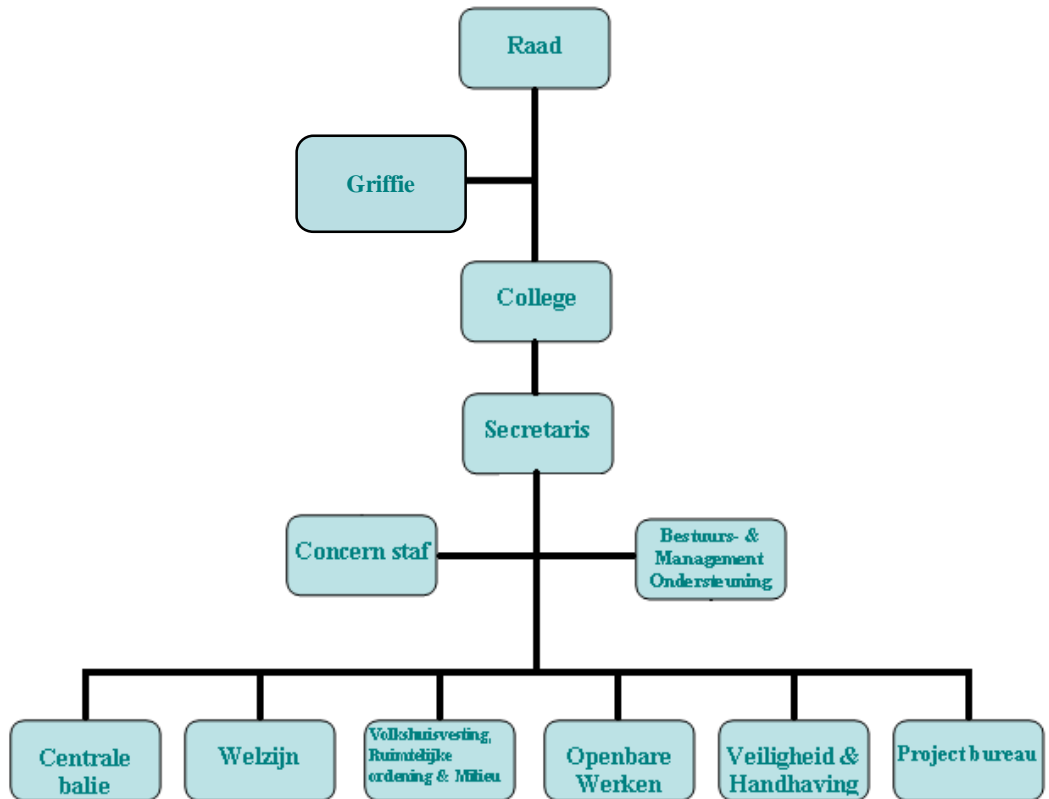 Raad
Griffie
College
Secretaris
Concern staf
Bestuurs- &
Management
Ondersteuning
Centrale
balie
Welzijn
Volkshuisvesting,
Ruimtelijke
ordening & Milieu
Openbare
Werken
Veiligheid &
Handhaving
Project bureau